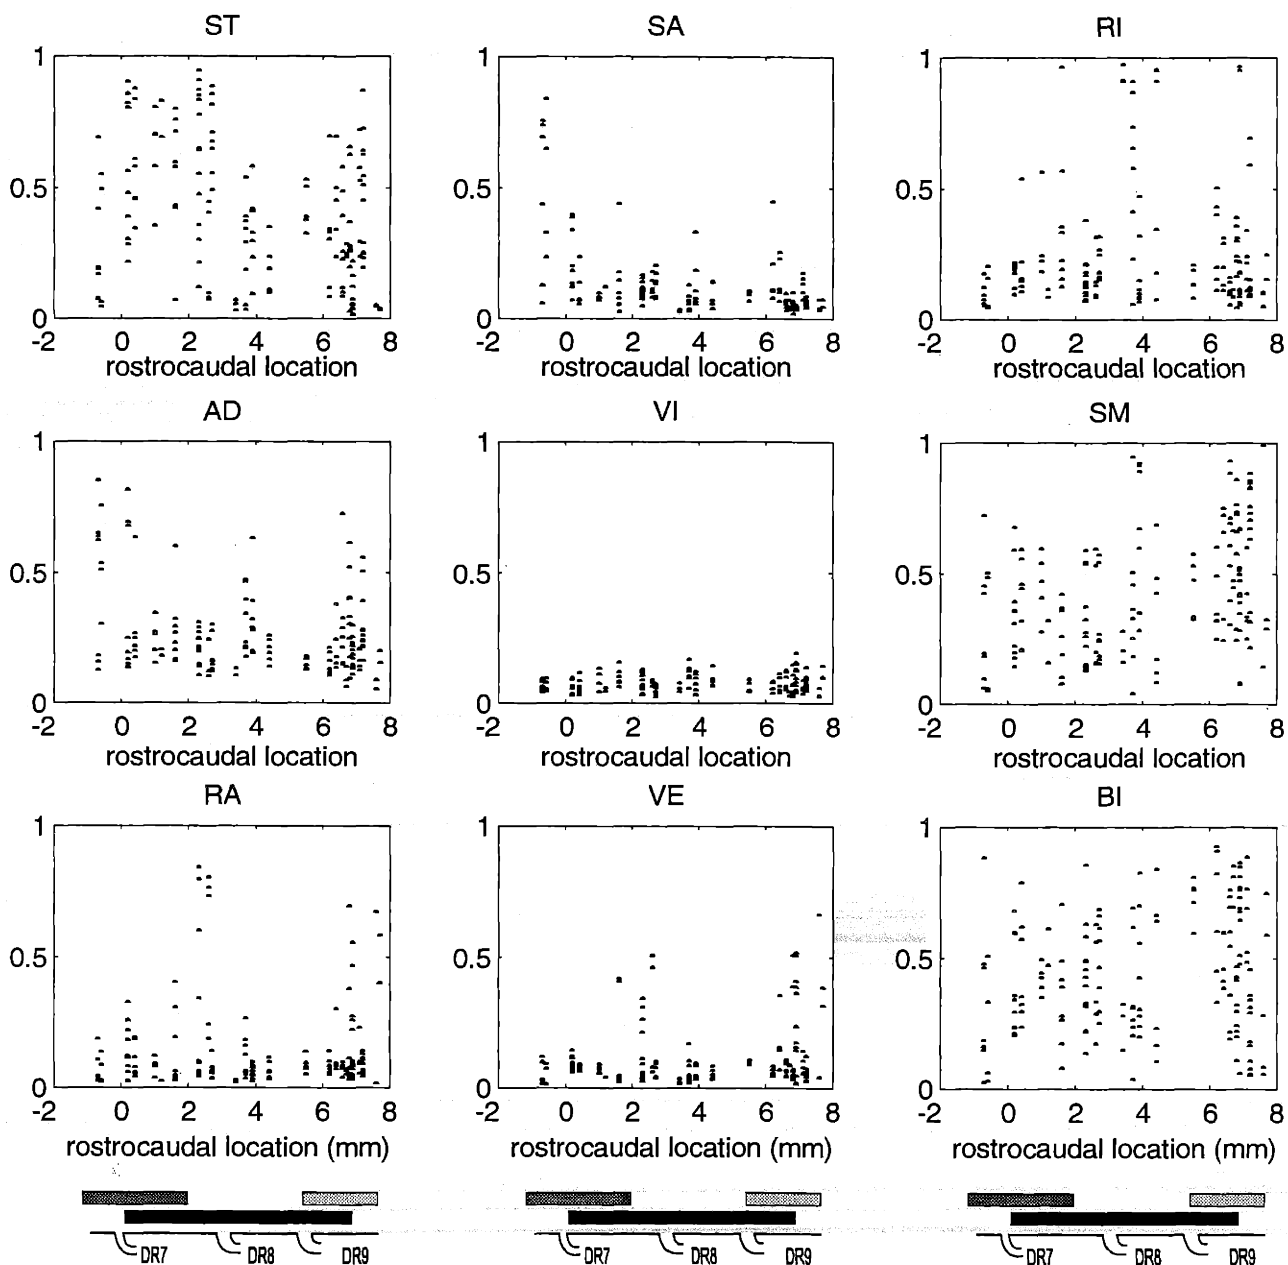 ST SA RI
1 1 1
0.5 0.5 0.5
0 0 0
-2 0 2 4 6 8 -2 0 2 4 6 8 -2 0 2 4 6 8
rostrocaudal location rostrocaudal location rostrocaudal location
AD VI SM
1 1 1
0.5 0.5 0.5
0 0 0
-2 0 2 4 6 8 -2 0 2 4 6 8 -2 0 2 4 6 8
rostrocaudal location rostrocaudal location rostrocaudal location
RA VE BI
1 1 1
0.5 0.5 0.5
0 0 0
-2 0 2 4 6 8 -2 0 2 4 6 8 -2 0 2 4 6 8
rostrocaudal location (mm) rostrocaudal location (mm) rostrocaudal location (mm)
DR7 DR8 DR9 DR7 DR8 DR9 DR7 DR8 DR9